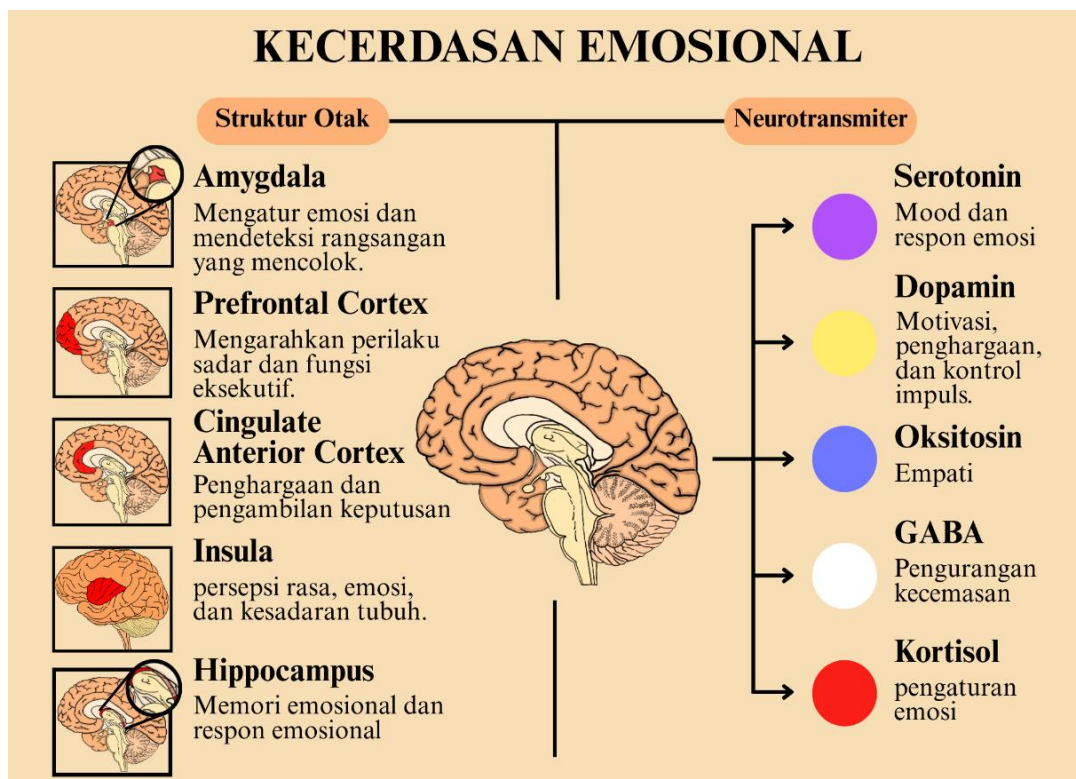 KECERDASAN EMOSIONAL
Struktur Otak
Amygdala
Mengatur emosi dan
mendeteksi rangsangan
yang mencolok.
Prefrontal Cortex
Mengarahkan perilaku
sadar dan fungsi
eksekutif.
Cingulate
Anterior Cortex
Penghargaan dan
pengambilan keputusan
Insula
persepsi rasa, emosi,
dan kesadaran tubuh.
Hippocampus
Memori emosional dan
respon emosional
Neurotransmiter
Serotonin
Mood dan
respon emosi
Dopamin
Motivasi,
penghargaan,
dan kontrol
impuls.
Oksitosin
Empati
GABA
Pengurangan
kecemasan
Kortisol
pengaturan
emosi